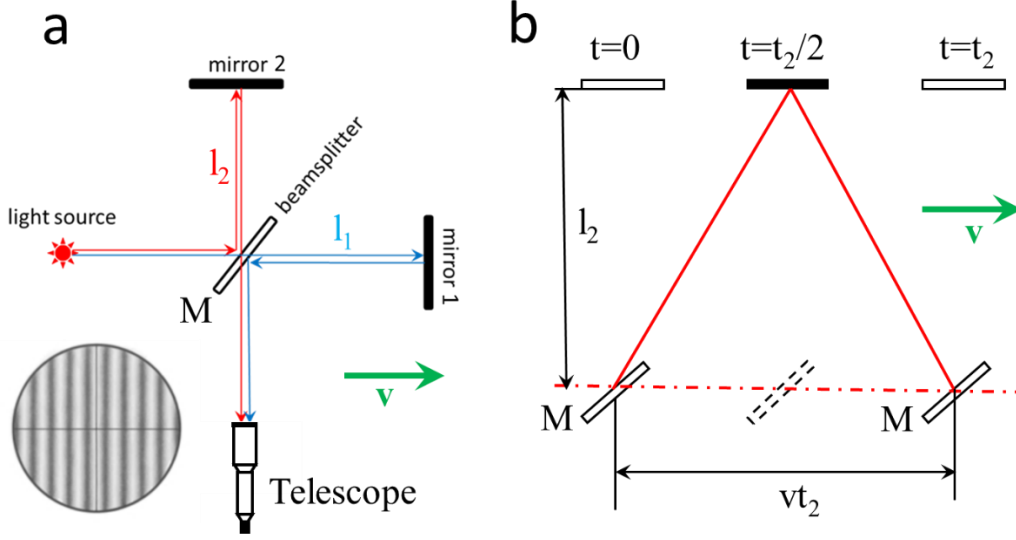 a
mirror 2
l₂
beamsplitter
light source
l₁
mirror 1
M
v
Telescope
b
t=0
t=t₂/2
t=t₂
l₂
v
M
M
vt₂